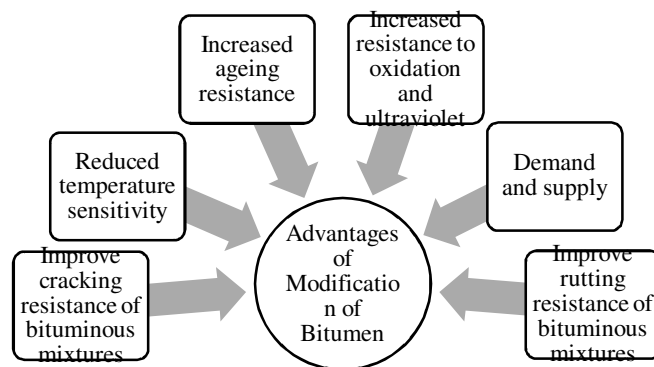 Increased
ageing
resistance
Increased
resistance to
oxidation
and
ultraviolet
Reduced
temperature
sensitivity
Demand
and supply
Improve
cracking
resistance of
bituminous
mixtures
Advantages
of
Modificatio
n of
Bitumen
Improve
rutting
resistance of
bituminous
mixtures